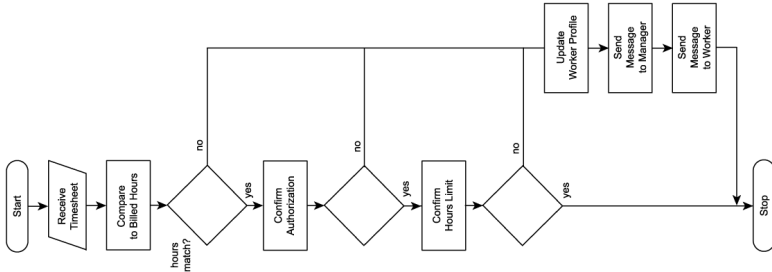 Start
Receive
Timesheet
Compare
to Billed Hours
hours
match?
no
yes
Confirm
Authorization
no
yes
Confirm
Hours Limit
no
yes
Update
Worker Profile
Send
Message
to Manager
Send
Message
to Worker
Stop